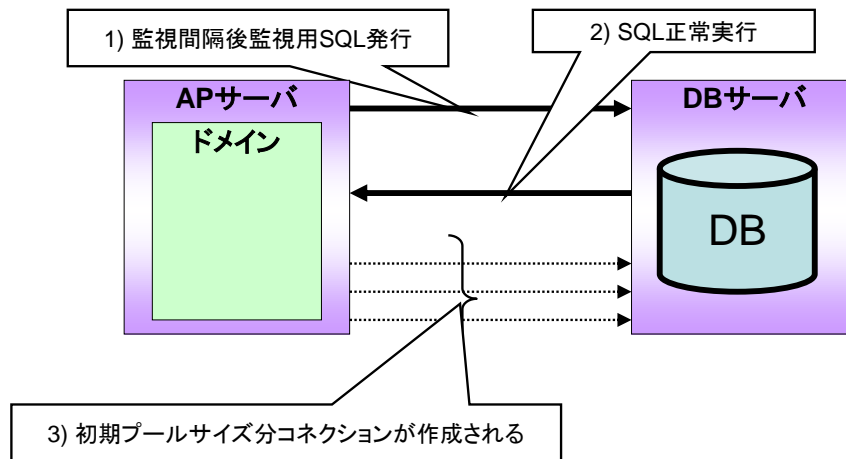 1) 監視間隔後監視用SQL発行
2) SQL正常実行
APサーバ
DBサーバ
ドメイン
DB
3) 初期プールサイズ分コネクションが作成される